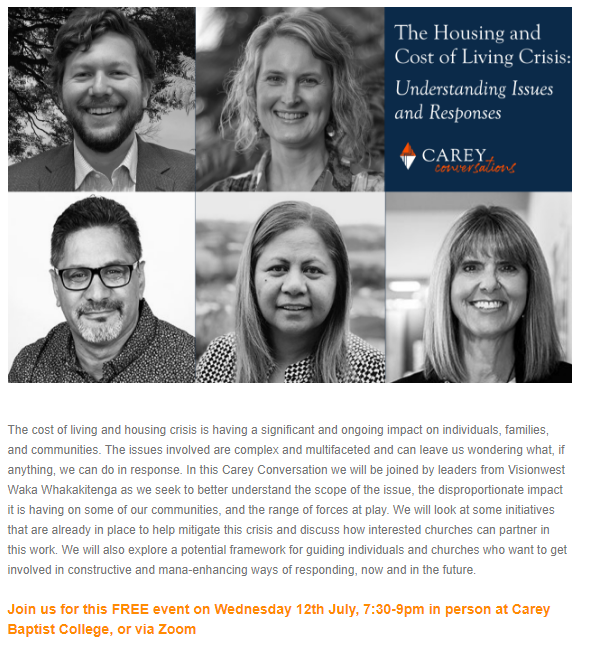 The Housing and
Cost of Living Crisis:
Understanding Issues
and Responses
CAREY
conversations
The cost of living and housing crisis is having a significant and ongoing impact on individuals, families,
and communities. The issues involved are complex and multifaceted and can leave us wondering what, if
anything, we can do in response. In this Carey Conversation we will be joined by leaders from Visionwest
Waka Whakakitenga as we seek to better understand the scope of the issue, the disproportionate impact
it is having on some of our communities, and the range of forces at play. We will look at some initiatives
that are already in place to help mitigate this crisis and discuss how interested churches can partner in
this work. We will also explore a potential framework for guiding individuals and churches who want to get
involved in constructive and mana-enhancing ways of responding, now and in the future.
Join us for this FREE event on Wednesday 12th July, 7:30-9pm in person at Carey
Baptist College, or via Zoom